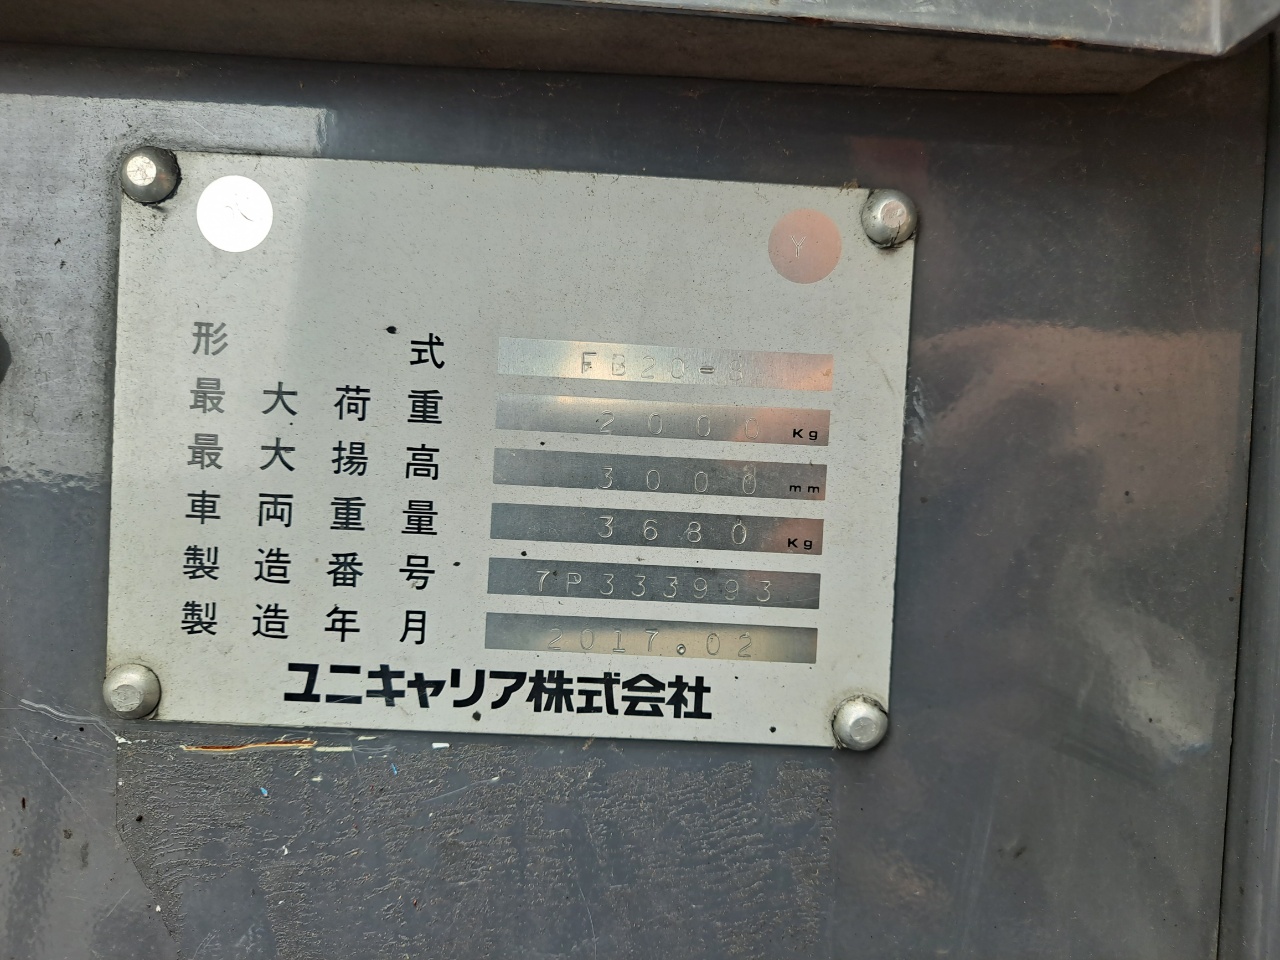 Y
形式 FB20-8
最大荷重 2000 Kg
最大揚高 3000 mm
車両重量 3680 Kg
製造番号 7P333993
製造年月 2017.02
ユニキャリア株式会社